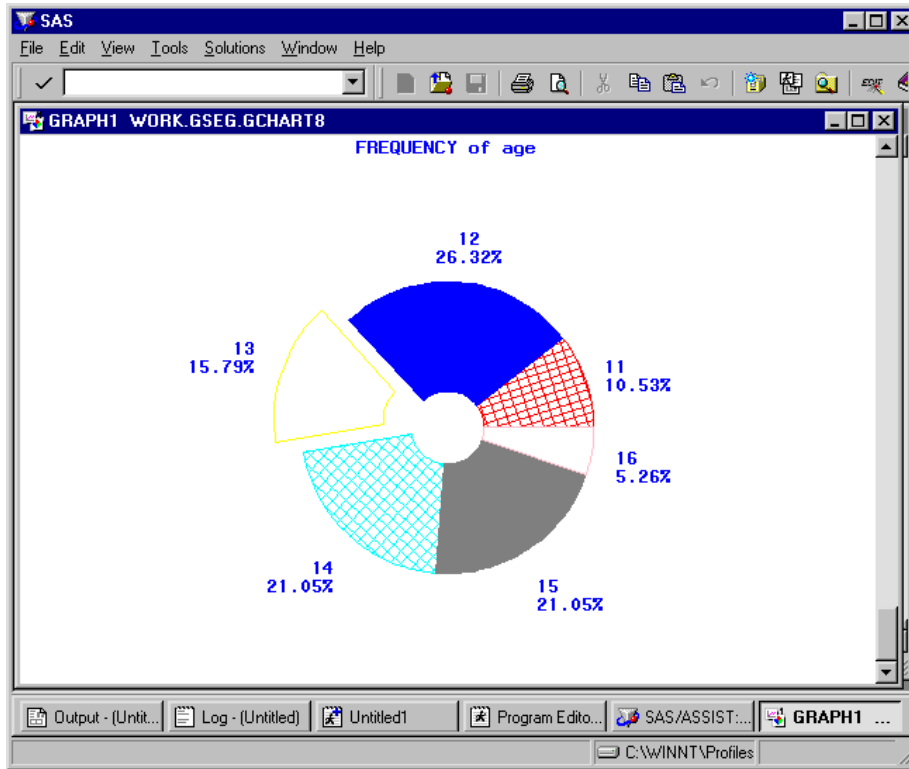 SAS
File Edit View Tools Solutions Window Help
GRAPH1 WORK.GSEG.GCHART8
FREQUENCY of age
12
26.32%
13
15.79%
11
10.53%
16
5.26%
14
21.05%
15
21.05%
Output - (Untit... Log - (Untitled) Untitled1 Program Edito... SAS/ASSIST:... GRAPH1 ...
C:\WINNT\Profiles